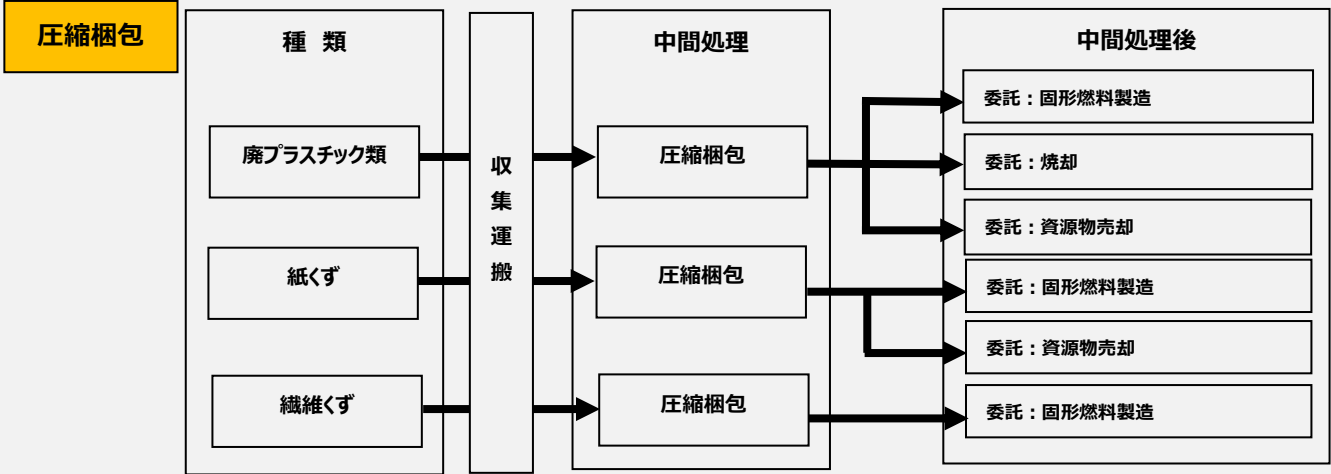 圧縮梱包
種 類
収集運搬
中間処理
中間処理後
廃プラスチック類
圧縮梱包
委託：固形燃料製造
委託：焼却
委託：資源物売却
紙くず
圧縮梱包
委託：固形燃料製造
委託：資源物売却
繊維くず
圧縮梱包
委託：固形燃料製造